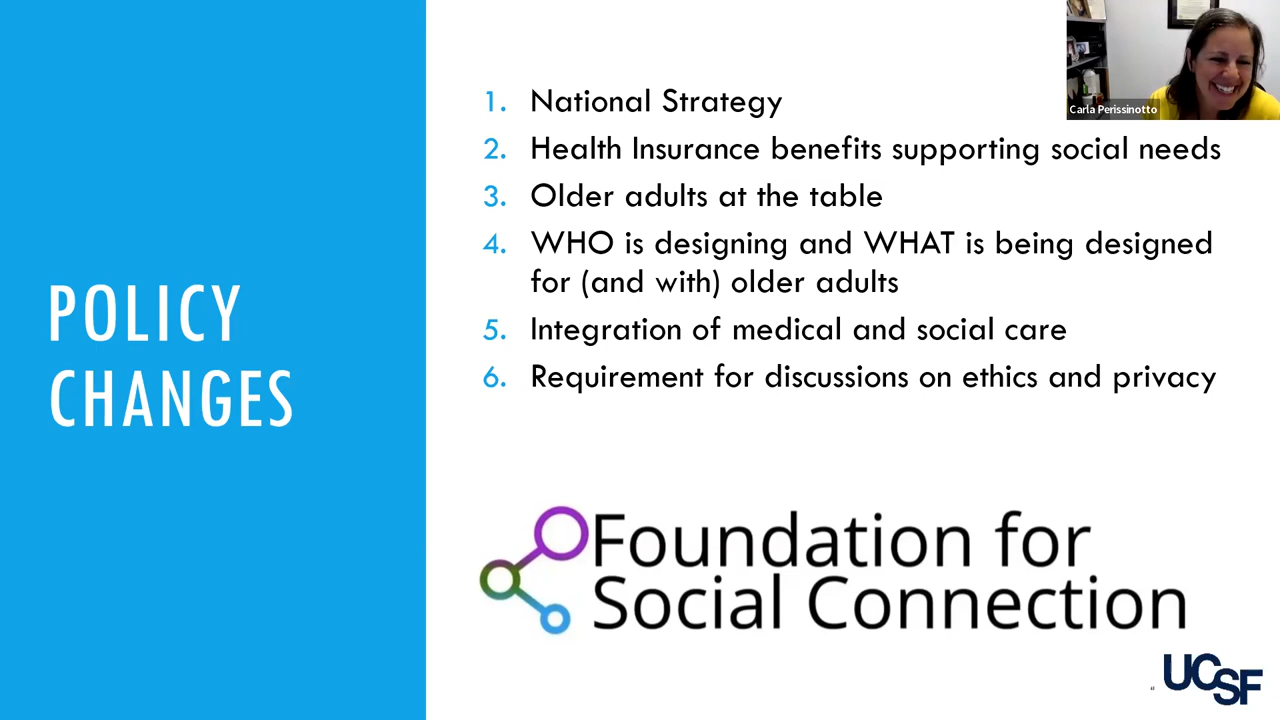 POLICY
CHANGES
1. National Strategy
2. Health Insurance benefits supporting social needs
3. Older adults at the table
4. WHO is designing and WHAT is being designed
for (and with) older adults
5. Integration of medical and social care
6. Requirement for discussions on ethics and privacy
Carla Perissinotto
Foundation for
Social Connection
UCSF